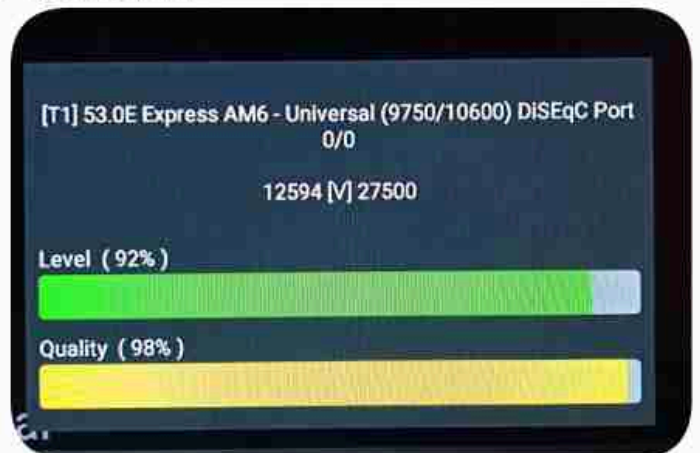 [T1] 53.0E Express AM6 - Universal (9750/10600) DiSEqC Port
0/0
12594 [V] 27500
Level ( 92% )
Quality ( 98% )